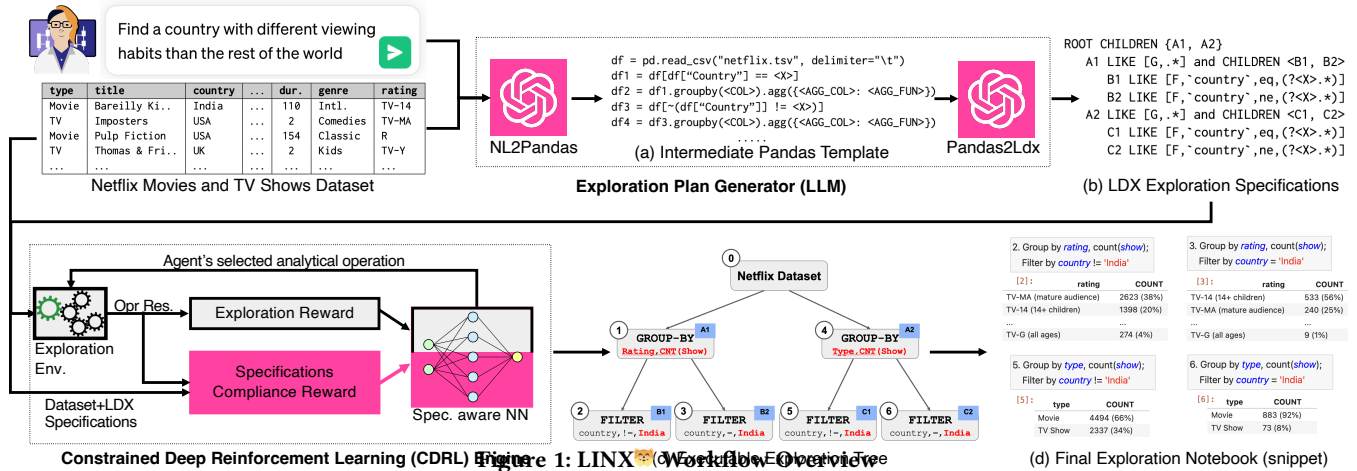 Find a country with different viewing
habits than the rest of the world
type title country ... dur. genre rating
Movie Bareilly Ki.. India ... 110 Intl. TV-14
TV Imposters USA ... 2 Comedies TV-MA
Movie Pulp Fiction USA ... 154 Classic R
TV Thomas & Fri.. UK ... 2 Kids TV-Y
... ... ... ... ... ... ...
Netflix Movies and TV Shows Dataset
NL2Pandas
df = pd.read_csv("netflix.tsv", delimiter="\t")
df1 = df[df["Country"] == <X>]
df2 = df1.groupby(<COL>).agg({<AGG_COL>: <AGG_FUN>})
df3 = df[~(df["Country"]] != <X>)]
df4 = df3.groupby(<COL>).agg({<AGG_COL>: <AGG_FUN>})
.....
(a) Intermediate Pandas Template
Pandas2Ldx
Exploration Plan Generator (LLM)
ROOT CHILDREN {A1, A2}
A1 LIKE [G,.*] and CHILDREN <B1, B2>
B1 LIKE [F,`country`,eq,(?<X>.*)]
B2 LIKE [F,`country`,ne,(?<X>.*)]
A2 LIKE [G,.*] and CHILDREN <C1, C2>
C1 LIKE [F,`country`,eq,(?<X>.*)]
C2 LIKE [F,`country`,ne,(?<X>.*)]
(b) LDX Exploration Specifications
Agent's selected analytical operation
Opr Res.
Exploration
Env.
Exploration Reward
Specifications
Compliance Reward
Dataset+LDX
Specifications
Spec. aware NN
Constrained Deep Reinforcement Learning (CDRL) Engine
0
Netflix Dataset
1 A1
GROUP-BY
Rating,CNT(Show)
4 A2
GROUP-BY
Type,CNT(Show)
2 B1
FILTER
country,!=,India
3 B2
FILTER
country,=,India
5 C1
FILTER
country,!=,India
6 C2
FILTER
country,=,India
(c) Executable Exploration Tree
2. Group by rating, count(show);
Filter by country != 'India'
[2]: rating COUNT
TV-MA (mature audience) 2623 (38%)
TV-14 (14+ children) 1398 (20%)
... ...
TV-G (all ages) 274 (4%)
3. Group by rating, count(show);
Filter by country = 'India'
[3]: rating COUNT
TV-14 (14+ children) 533 (56%)
TV-MA (mature audience) 240 (25%)
... ...
TV-G (all ages) 9 (1%)
5. Group by type, count(show);
Filter by country != 'India'
[5]: type COUNT
Movie 4494 (66%)
TV Show 2337 (34%)
6. Group by type, count(show);
Filter by country = 'India'
[6]: type COUNT
Movie 883 (92%)
TV Show 73 (8%)
(d) Final Exploration Notebook (snippet)
Figure 1: LINX Workflow Overview